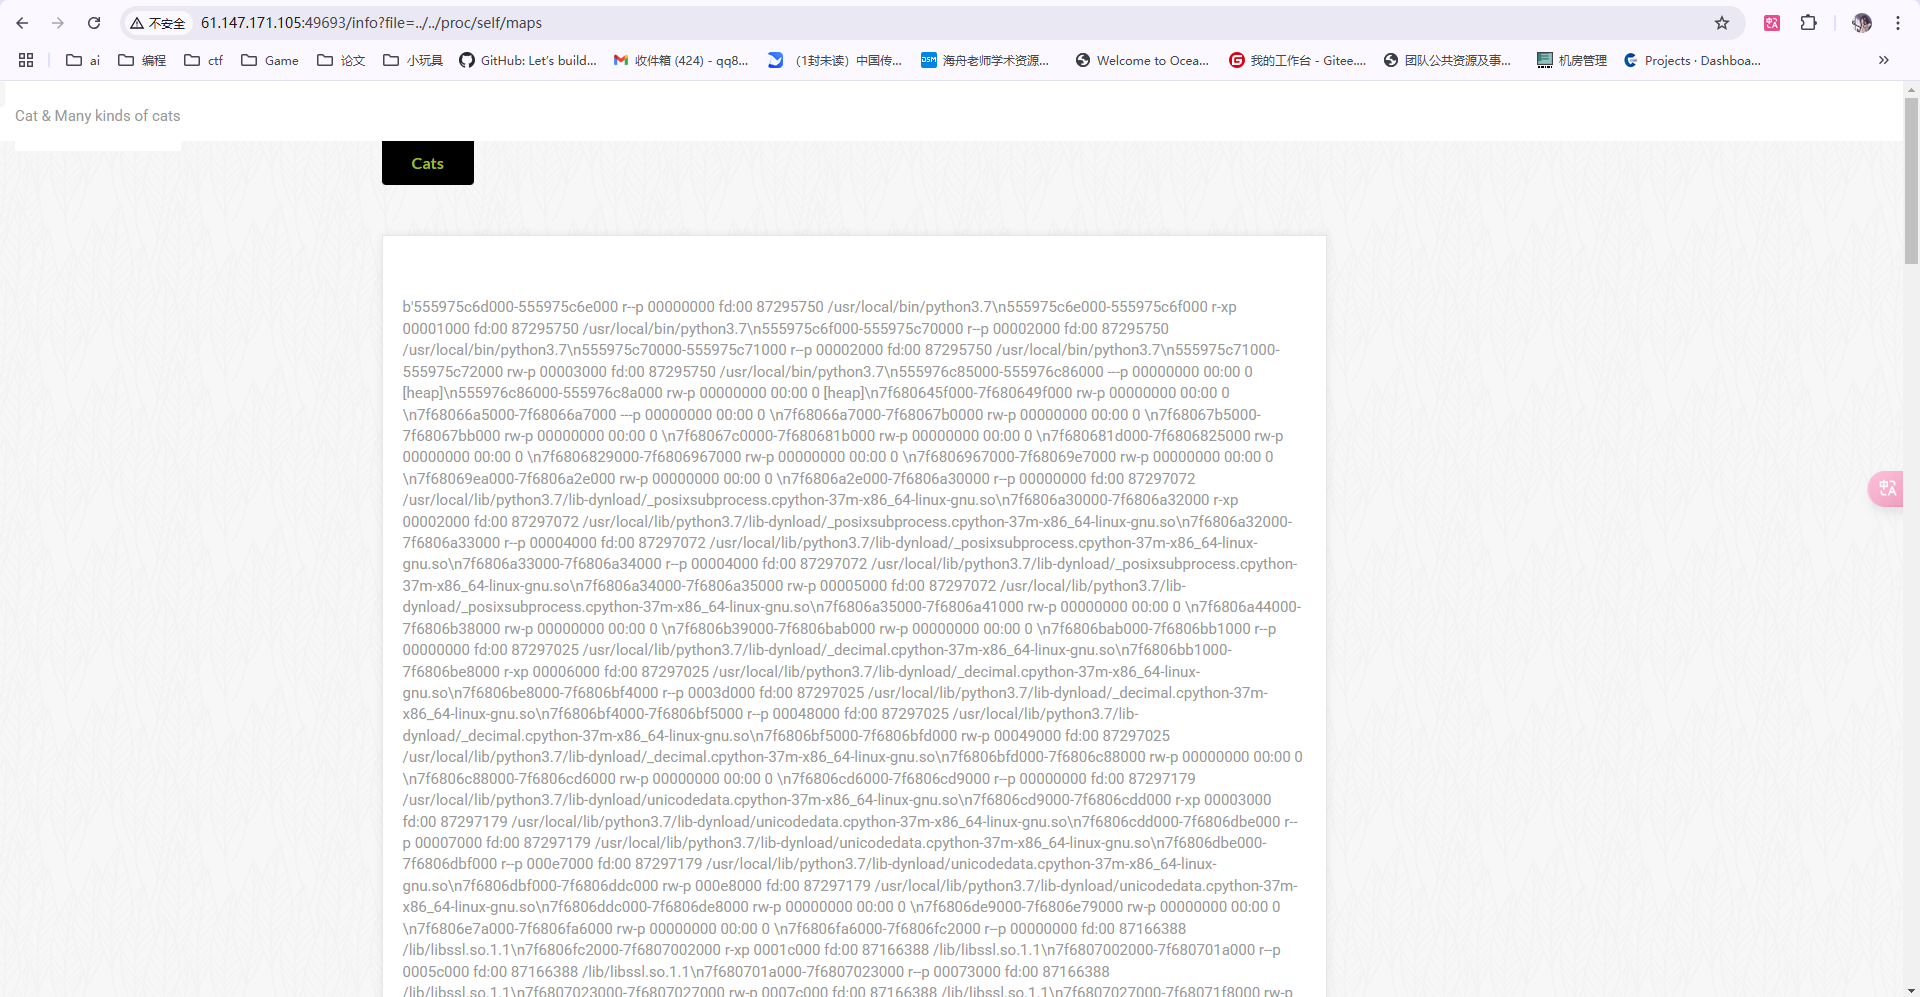 不安全 61.147.171.105:49693/info?file=../../proc/self/maps
ai 编程 ctf Game 论文 小玩具 GitHub: Let's build... 收件箱 (424) - qq8... （1封未读）中国传... DSM 海舟老师学术资源... Welcome to Ocea... 我的工作台 - Gitee.... 团队公共资源及事... 机房管理 Projects · Dashboa...
Cat & Many kinds of cats
Cats
b'555975c6d000-555975c6e000 r--p 00000000 fd:00 87295750 /usr/local/bin/python3.7\n555975c6e000-555975c6f000 r-xp
00001000 fd:00 87295750 /usr/local/bin/python3.7\n555975c6f000-555975c70000 r--p 00002000 fd:00 87295750
/usr/local/bin/python3.7\n555975c70000-555975c71000 r--p 00002000 fd:00 87295750 /usr/local/bin/python3.7\n555975c71000-
555975c72000 rw-p 00003000 fd:00 87295750 /usr/local/bin/python3.7\n555976c85000-555976c86000 ---p 00000000 00:00 0
[heap]\n555976c86000-555976c8a000 rw-p 00000000 00:00 0 [heap]\n7f680645f000-7f680649f000 rw-p 00000000 00:00 0
\n7f68066a5000-7f68066a7000 ---p 00000000 00:00 0 \n7f68066a7000-7f68067b0000 rw-p 00000000 00:00 0 \n7f68067b5000-
7f68067bb000 rw-p 00000000 00:00 0 \n7f68067c0000-7f680681b000 rw-p 00000000 00:00 0 \n7f680681d000-7f6806825000 rw-p
00000000 00:00 0 \n7f6806829000-7f6806967000 rw-p 00000000 00:00 0 \n7f6806967000-7f68069e7000 rw-p 00000000 00:00 0
\n7f68069ea000-7f6806a2e000 rw-p 00000000 00:00 0 \n7f6806a2e000-7f6806a30000 r--p 00000000 fd:00 87297072
/usr/local/lib/python3.7/lib-dynload/_posixsubprocess.cpython-37m-x86_64-linux-gnu.so\n7f6806a30000-7f6806a32000 r-xp
00002000 fd:00 87297072 /usr/local/lib/python3.7/lib-dynload/_posixsubprocess.cpython-37m-x86_64-linux-gnu.so\n7f6806a32000-
7f6806a33000 r--p 00004000 fd:00 87297072 /usr/local/lib/python3.7/lib-dynload/_posixsubprocess.cpython-37m-x86_64-linux-
gnu.so\n7f6806a33000-7f6806a34000 r--p 00004000 fd:00 87297072 /usr/local/lib/python3.7/lib-dynload/_posixsubprocess.cpython-
37m-x86_64-linux-gnu.so\n7f6806a34000-7f6806a35000 rw-p 00005000 fd:00 87297072 /usr/local/lib/python3.7/lib-
dynload/_posixsubprocess.cpython-37m-x86_64-linux-gnu.so\n7f6806a35000-7f6806a41000 rw-p 00000000 00:00 0 \n7f6806a44000-
7f6806b38000 rw-p 00000000 00:00 0 \n7f6806b39000-7f6806bab000 rw-p 00000000 00:00 0 \n7f6806bab000-7f6806bb1000 r--p
00000000 fd:00 87297025 /usr/local/lib/python3.7/lib-dynload/_decimal.cpython-37m-x86_64-linux-gnu.so\n7f6806bb1000-
7f6806be8000 r-xp 00006000 fd:00 87297025 /usr/local/lib/python3.7/lib-dynload/_decimal.cpython-37m-x86_64-linux-
gnu.so\n7f6806be8000-7f6806bf4000 r--p 0003d000 fd:00 87297025 /usr/local/lib/python3.7/lib-dynload/_decimal.cpython-37m-
x86_64-linux-gnu.so\n7f6806bf4000-7f6806bf5000 r--p 00048000 fd:00 87297025 /usr/local/lib/python3.7/lib-
dynload/_decimal.cpython-37m-x86_64-linux-gnu.so\n7f6806bf5000-7f6806bfd000 rw-p 00049000 fd:00 87297025
/usr/local/lib/python3.7/lib-dynload/_decimal.cpython-37m-x86_64-linux-gnu.so\n7f6806bfd000-7f6806c88000 rw-p 00000000 00:00 0
\n7f6806c88000-7f6806cd6000 rw-p 00000000 00:00 0 \n7f6806cd6000-7f6806cd9000 r--p 00000000 fd:00 87297179
/usr/local/lib/python3.7/lib-dynload/unicodedata.cpython-37m-x86_64-linux-gnu.so\n7f6806cd9000-7f6806cdd000 r-xp 00003000
fd:00 87297179 /usr/local/lib/python3.7/lib-dynload/unicodedata.cpython-37m-x86_64-linux-gnu.so\n7f6806cdd000-7f6806dbe000 r--
p 00007000 fd:00 87297179 /usr/local/lib/python3.7/lib-dynload/unicodedata.cpython-37m-x86_64-linux-gnu.so\n7f6806dbe000-
7f6806dbf000 r--p 000e7000 fd:00 87297179 /usr/local/lib/python3.7/lib-dynload/unicodedata.cpython-37m-x86_64-linux-
gnu.so\n7f6806dbf000-7f6806ddc000 rw-p 000e8000 fd:00 87297179 /usr/local/lib/python3.7/lib-dynload/unicodedata.cpython-37m-
x86_64-linux-gnu.so\n7f6806ddc000-7f6806de8000 rw-p 00000000 00:00 0 \n7f6806de9000-7f6806e79000 rw-p 00000000 00:00 0
\n7f6806e7a000-7f6806fa6000 rw-p 00000000 00:00 0 \n7f6806fa6000-7f6806fc2000 r--p 00000000 fd:00 87166388
/lib/libssl.so.1.1\n7f6806fc2000-7f6807002000 r-xp 0001c000 fd:00 87166388 /lib/libssl.so.1.1\n7f6807002000-7f680701a000 r--p
0005c000 fd:00 87166388 /lib/libssl.so.1.1\n7f680701a000-7f6807023000 r--p 00073000 fd:00 87166388
/lib/libssl.so.1.1\n7f6807023000-7f6807027000 rw-p 0007c000 fd:00 87166388 /lib/libssl.so.1.1\n7f6807027000-7f68071f8000 rw-p